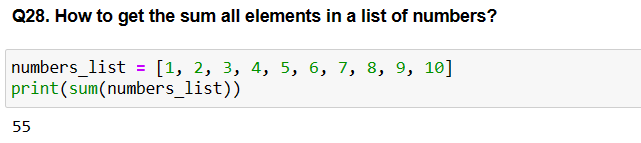 Q28. How to get the sum all elements in a list of numbers?
numbers_list = [1, 2, 3, 4, 5, 6, 7, 8, 9, 10]
print(sum(numbers_list))
55